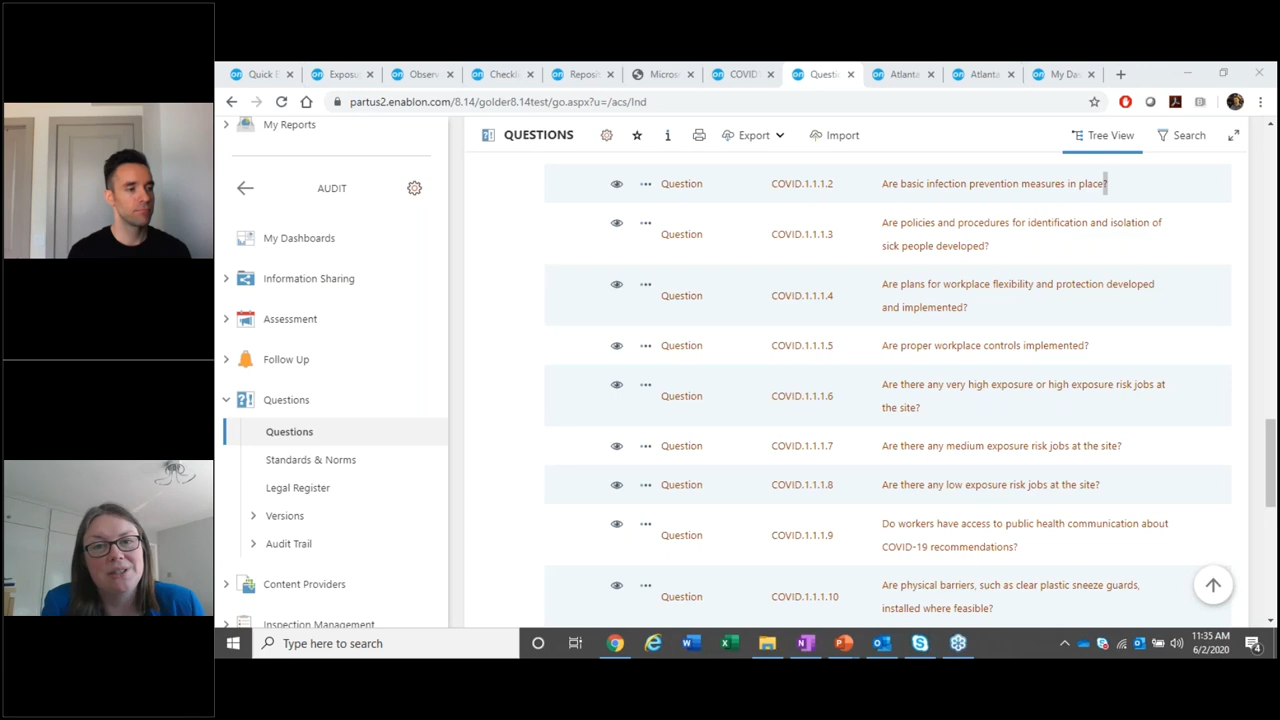 Quick E
Exposu
Observ
Checkli
Reposit
Micros
COVID
Questi
Atlanta
Atlanta
My Da
partus2.enablon.com/8.14/golder8.14test/go.aspx?u=/acs/Ind
My Reports
AUDIT
My Dashboards
Information Sharing
Assessment
Follow Up
Questions
Questions
Standards & Norms
Legal Register
Versions
Audit Trail
Content Providers
Inspection Management
QUESTIONS
Export
Import
Tree View
Search
Question COVID.1.1.1.2 Are basic infection prevention measures in place?
Question COVID.1.1.1.3 Are policies and procedures for identification and isolation of
sick people developed?
Question COVID.1.1.1.4 Are plans for workplace flexibility and protection developed
and implemented?
Question COVID.1.1.1.5 Are proper workplace controls implemented?
Question COVID.1.1.1.6 Are there any very high exposure or high exposure risk jobs at
the site?
Question COVID.1.1.1.7 Are there any medium exposure risk jobs at the site?
Question COVID.1.1.1.8 Are there any low exposure risk jobs at the site?
Question COVID.1.1.1.9 Do workers have access to public health communication about
COVID-19 recommendations?
Question COVID.1.1.1.10 Are physical barriers, such as clear plastic sneeze guards,
installed where feasible?
Type here to search
11:35 AM
6/2/2020
4